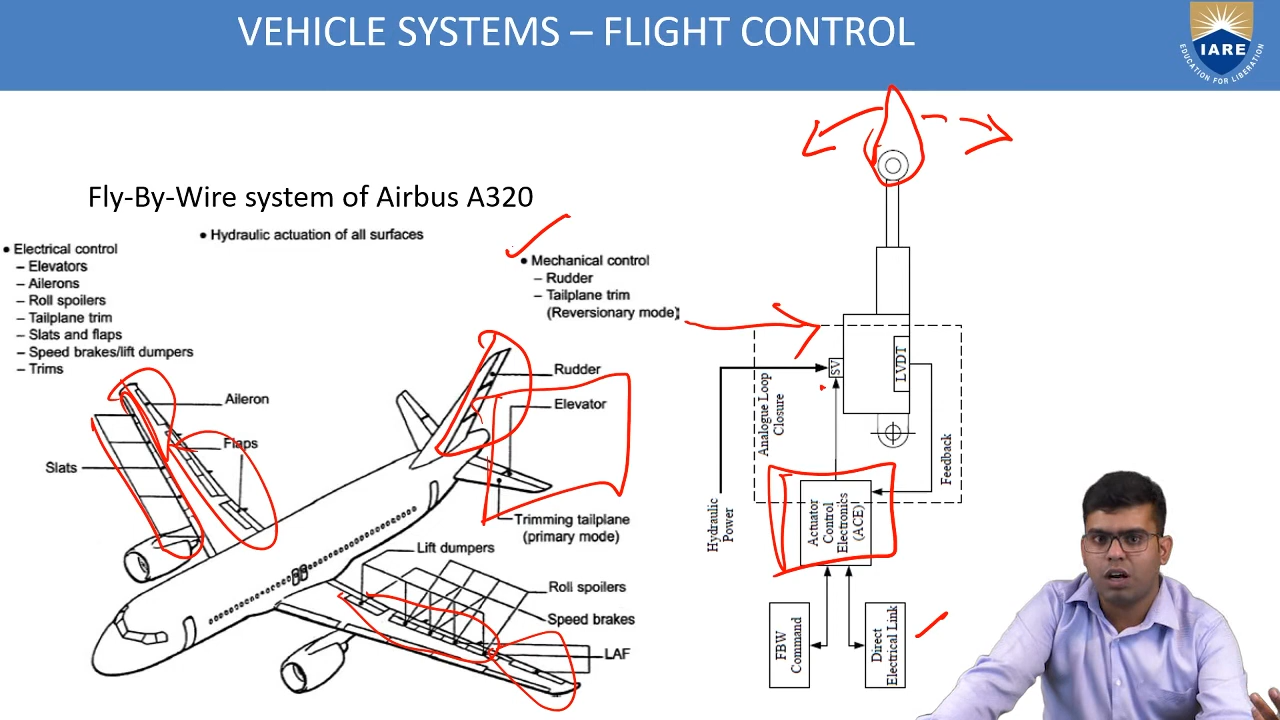 VEHICLE SYSTEMS – FLIGHT CONTROL
IARE
EDUCATION FOR LIBERATION
Fly-By-Wire system of Airbus A320
• Hydraulic actuation of all surfaces
• Electrical control
– Elevators
– Ailerons
– Roll spoilers
– Tailplane trim
– Slats and flaps
– Speed brakes/lift dumpers
– Trims
• Mechanical control
– Rudder
– Tailplane trim
(Reversionary mode)
Rudder
Elevator
Aileron
Flaps
Slats
Trimming tailplane
(primary mode)
Lift dumpers
Roll spoilers
Speed brakes
LAF
SV
LVDT
Analogue Loop
Closure
Feedback
Hydraulic
Power
Actuator
Control
Electronics
(ACE)
FBW
Command
Direct
Electrical Link